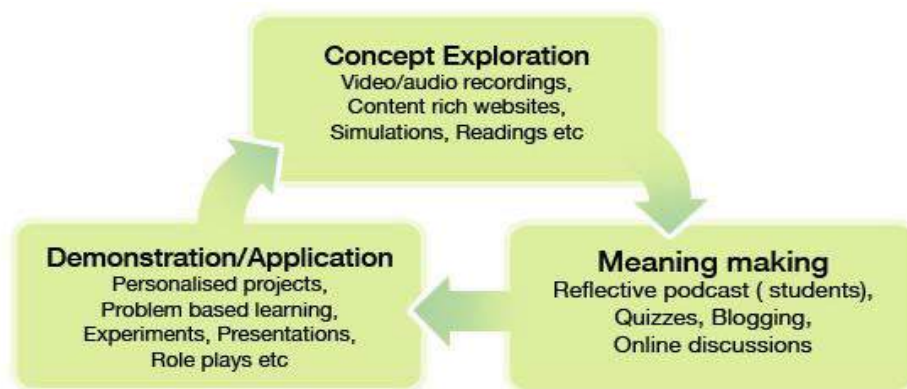 Concept Exploration
Video/audio recordings,
Content rich websites,
Simulations, Readings etc
Demonstration/Application
Personalised projects,
Problem based learning,
Experiments, Presentations,
Role plays etc
Meaning making
Reflective podcast ( students),
Quizzes, Blogging,
Online discussions